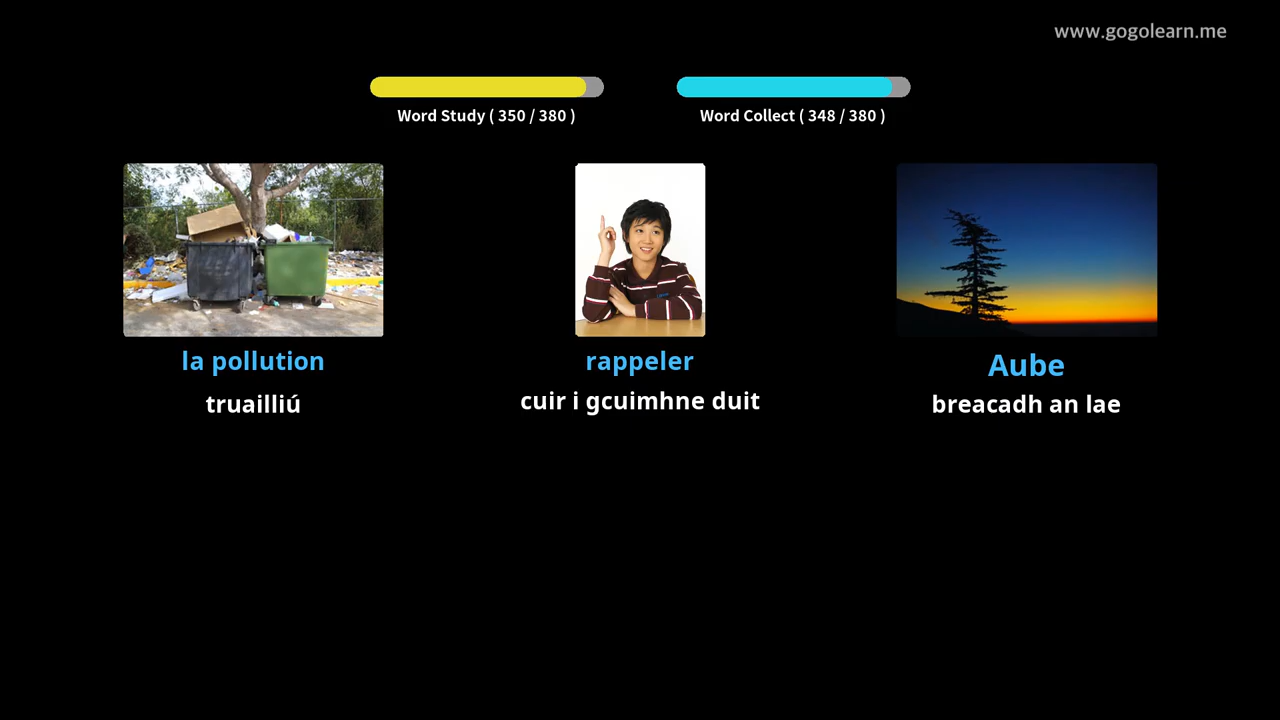 www.gogolearn.me
Word Study ( 350 / 380 )
Word Collect ( 348 / 380 )
la pollution
rappeler
Aube
truailliú
cuir i gcuimhne duit
breacadh an lae